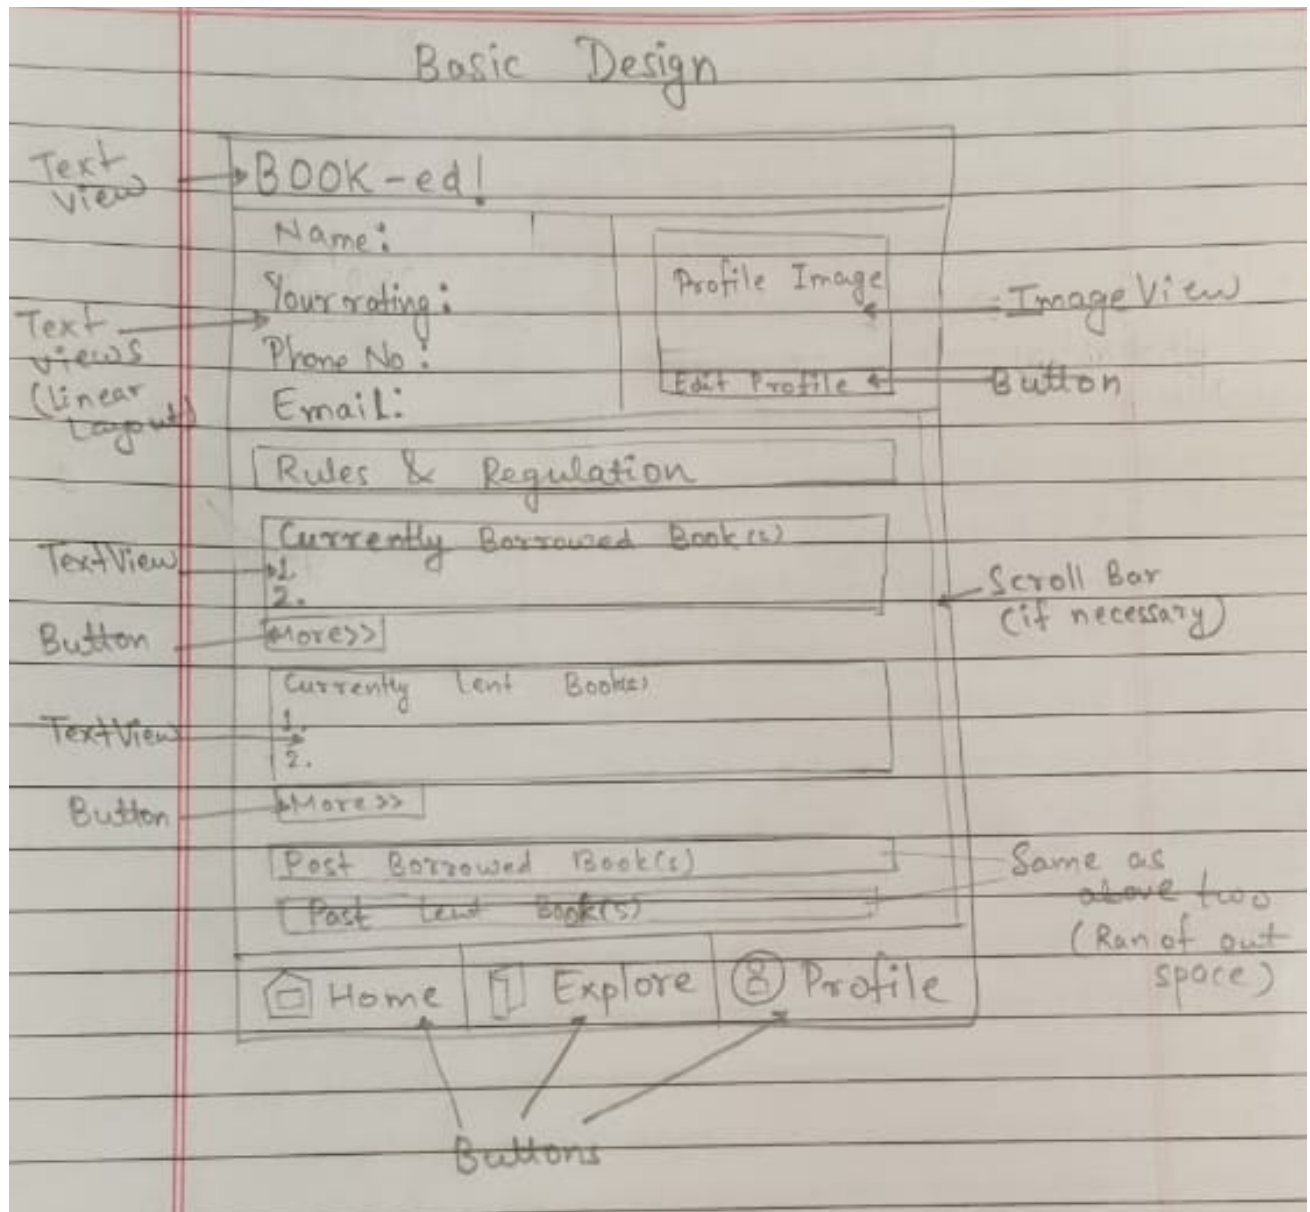 Basic Design
Text
View
BOOK-ed!
Name:
Your rating:
Phone No:
Email:
Text
views
(Linear
Layout)
Profile Image
Edit Profile
ImageView
Button
Rules & Regulation
Currently Borrowed Book(s)
1.
2.
TextView
More>>
Button
Scroll Bar
(if necessary)
Currently Lent Book(s)
1.
2.
TextView
More>>
Button
Past Borrowed Book(s)
Past Lent Book(s)
Same as
above two
(Ran of out
space)
Home
Explore
Profile
Buttons